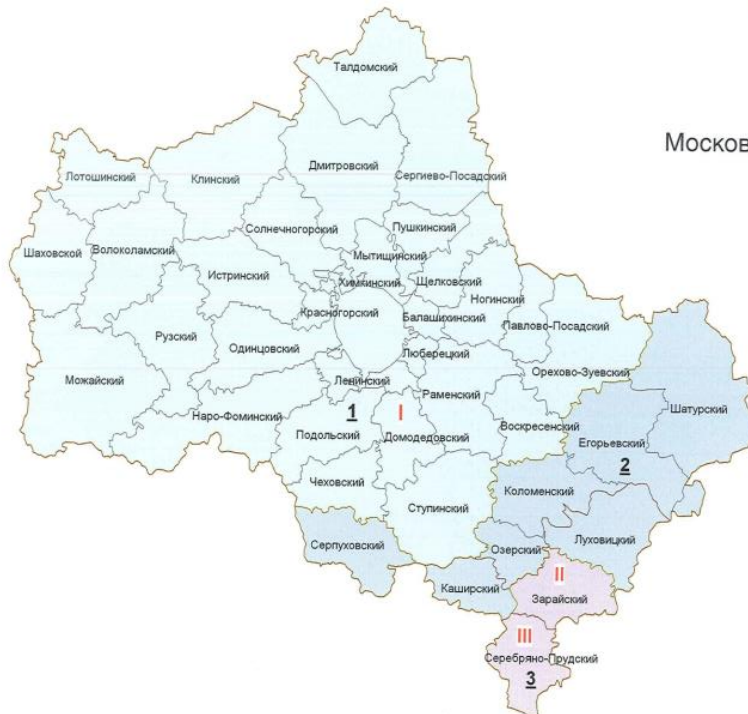 Талдомский
Москов
Дмитровский
Лотошинский
Клинский
Сергиево-Посадский
Солнечногорский
Пушкинский
Шаховской
Волоколамский
Мытищинский
Истринский
Химкинский
Щелковский
Ногинский
Красногорский
Балашихинский
Павлово-Посадский
Рузский
Одинцовский
Люберецкий
Можайский
Ленинский
Орехово-Зуевский
Раменский
Наро-Фоминский
1
I
Шатурский
Воскресенский
Подольский
Домодедовский
Егорьевский
2
Чеховский
Коломенский
Ступинский
Серпуховский
Озерский
Луховицкий
II
Каширский
Зарайский
III
Серебряно-Прудский
3